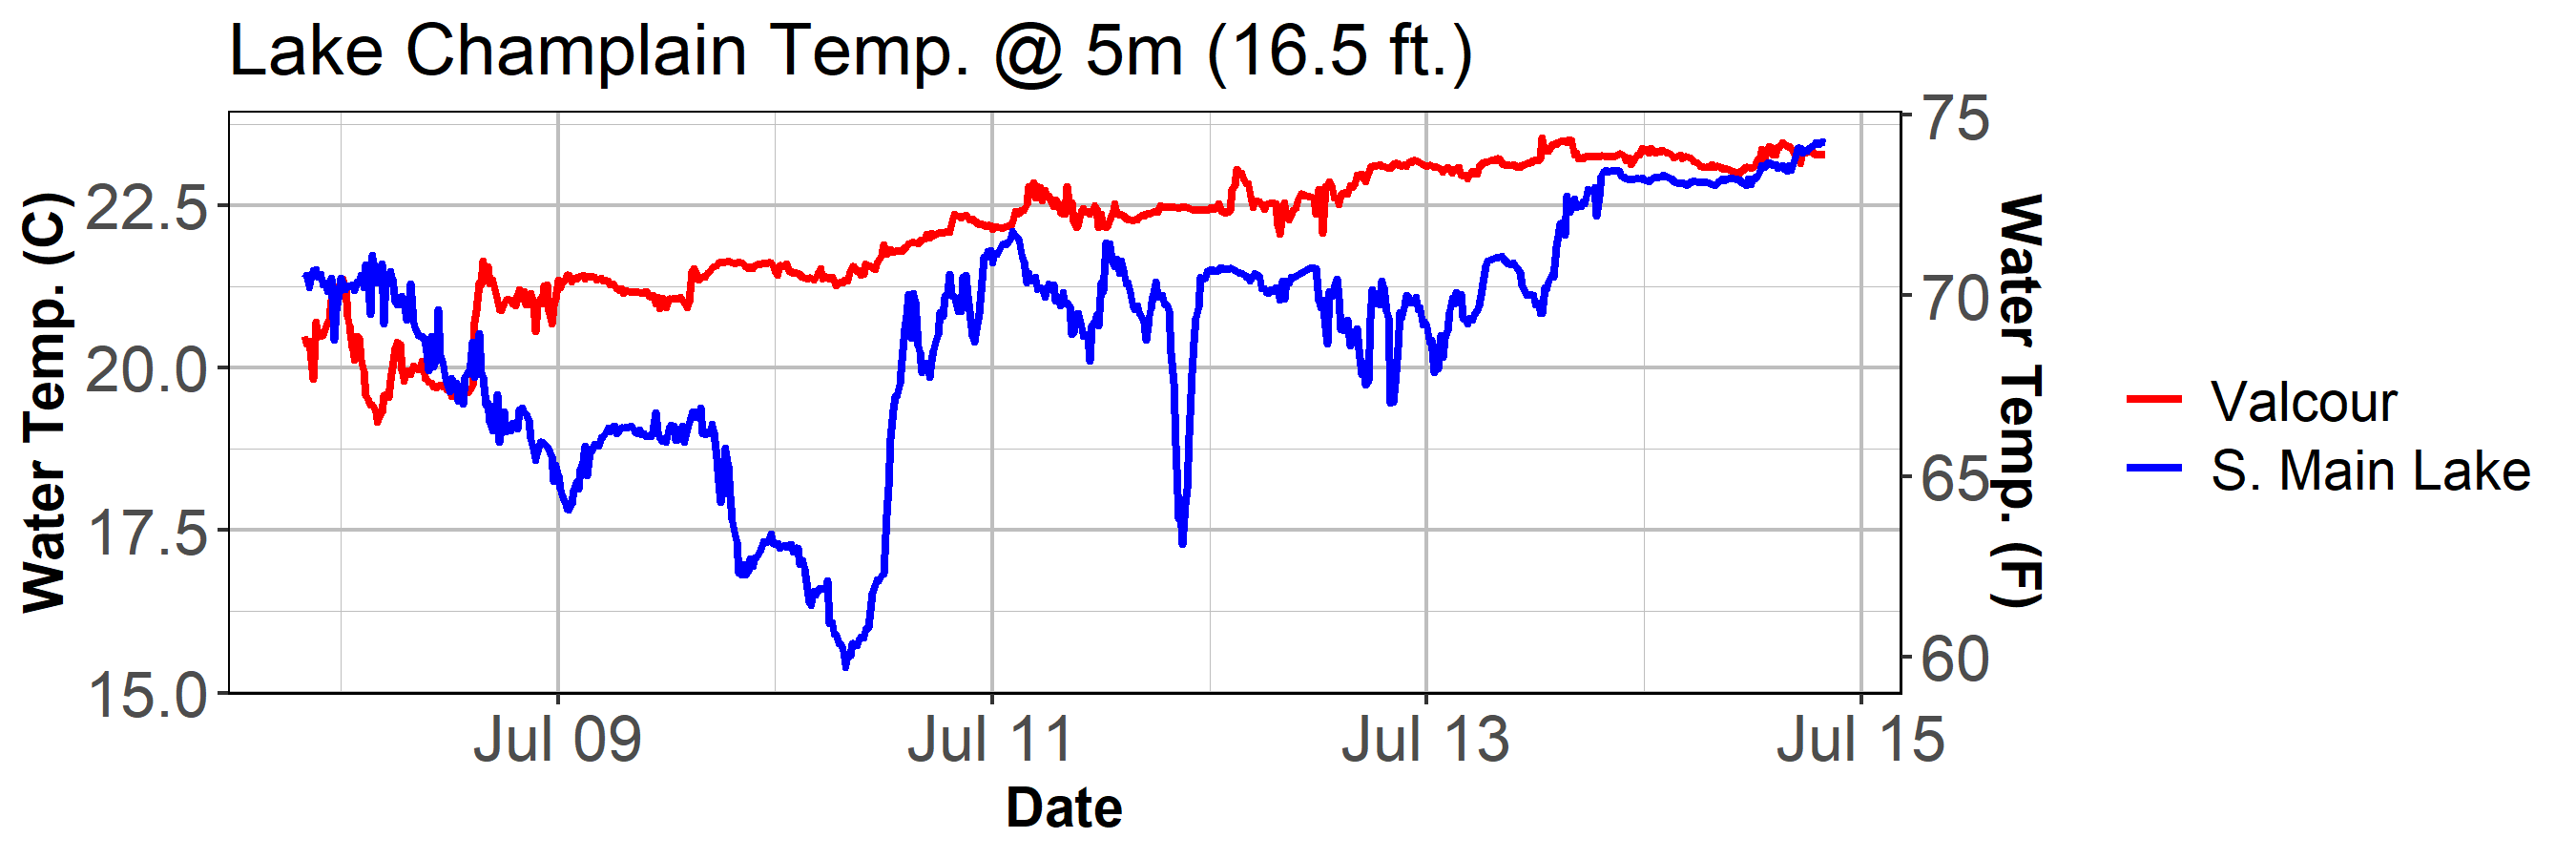 Lake Champlain Temp. @ 5m (16.5 ft.)
Water Temp. (C)
22.5
20.0
17.5
15.0
75
70
65
60
Water Temp. (F)
Jul 09
Jul 11
Jul 13
Jul 15
Date
Valcour
S. Main Lake